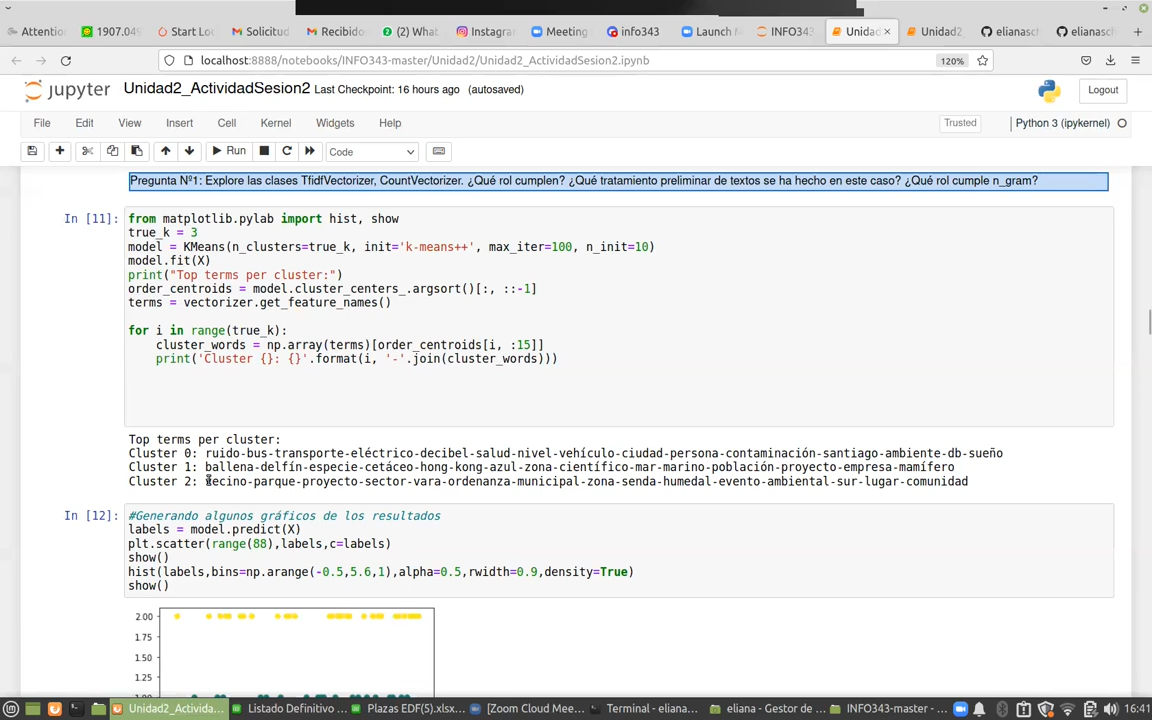 Attention
1907.049
Start Lo
Solicitud
Recibido
(2) What
Instagra
Meeting
info343
Launch M
INFO343
Unidad
Unidad2
elianasc
elianasc
localhost:8888/notebooks/INFO343-master/Unidad2/Unidad2_ActividadSesion2.ipynb
120%
jupyter Unidad2_ActividadSesion2 Last Checkpoint: 16 hours ago (autosaved)
Logout
File Edit View Insert Cell Kernel Widgets Help
Trusted
Python 3 (ipykernel)
Run
Code
Pregunta Nº1: Explore las clases TfidfVectorizer, CountVectorizer. ¿Qué rol cumplen? ¿Qué tratamiento preliminar de textos se ha hecho en este caso? ¿Qué rol cumple n_gram?
In [11]: from matplotlib.pylab import hist, show
true_k = 3
model = KMeans(n_clusters=true_k, init='k-means++', max_iter=100, n_init=10)
model.fit(X)
print("Top terms per cluster:")
order_centroids = model.cluster_centers_.argsort()[:, ::-1]
terms = vectorizer.get_feature_names()
for i in range(true_k):
cluster_words = np.array(terms)[order_centroids[i, :15]]
print('Cluster {}: {}'.format(i, '-'.join(cluster_words)))
Top terms per cluster:
Cluster 0: ruido-bus-transporte-eléctrico-decibel-salud-nivel-vehículo-ciudad-persona-contaminación-santiago-ambiente-db-sueño
Cluster 1: ballena-delfín-especie-cetáceo-hong-kong-azul-zona-científico-mar-marino-población-proyecto-empresa-mamífero
Cluster 2: vecino-parque-proyecto-sector-vara-ordenanza-municipal-zona-senda-humedal-evento-ambiental-sur-lugar-comunidad
In [12]: #Generando algunos gráficos de los resultados
labels = model.predict(X)
plt.scatter(range(88),labels,c=labels)
show()
hist(labels,bins=np.arange(-0.5,5.6,1),alpha=0.5,rwidth=0.9,density=True)
show()
2.00
1.75
1.50
1.25
1.00
Unidad2_Activida...
Listado Definitivo ...
Plazas EDF(5).xlsx...
[Zoom Cloud Mee...
Terminal - eliana...
eliana - Gestor de ...
INFO343-master - ...
16:41